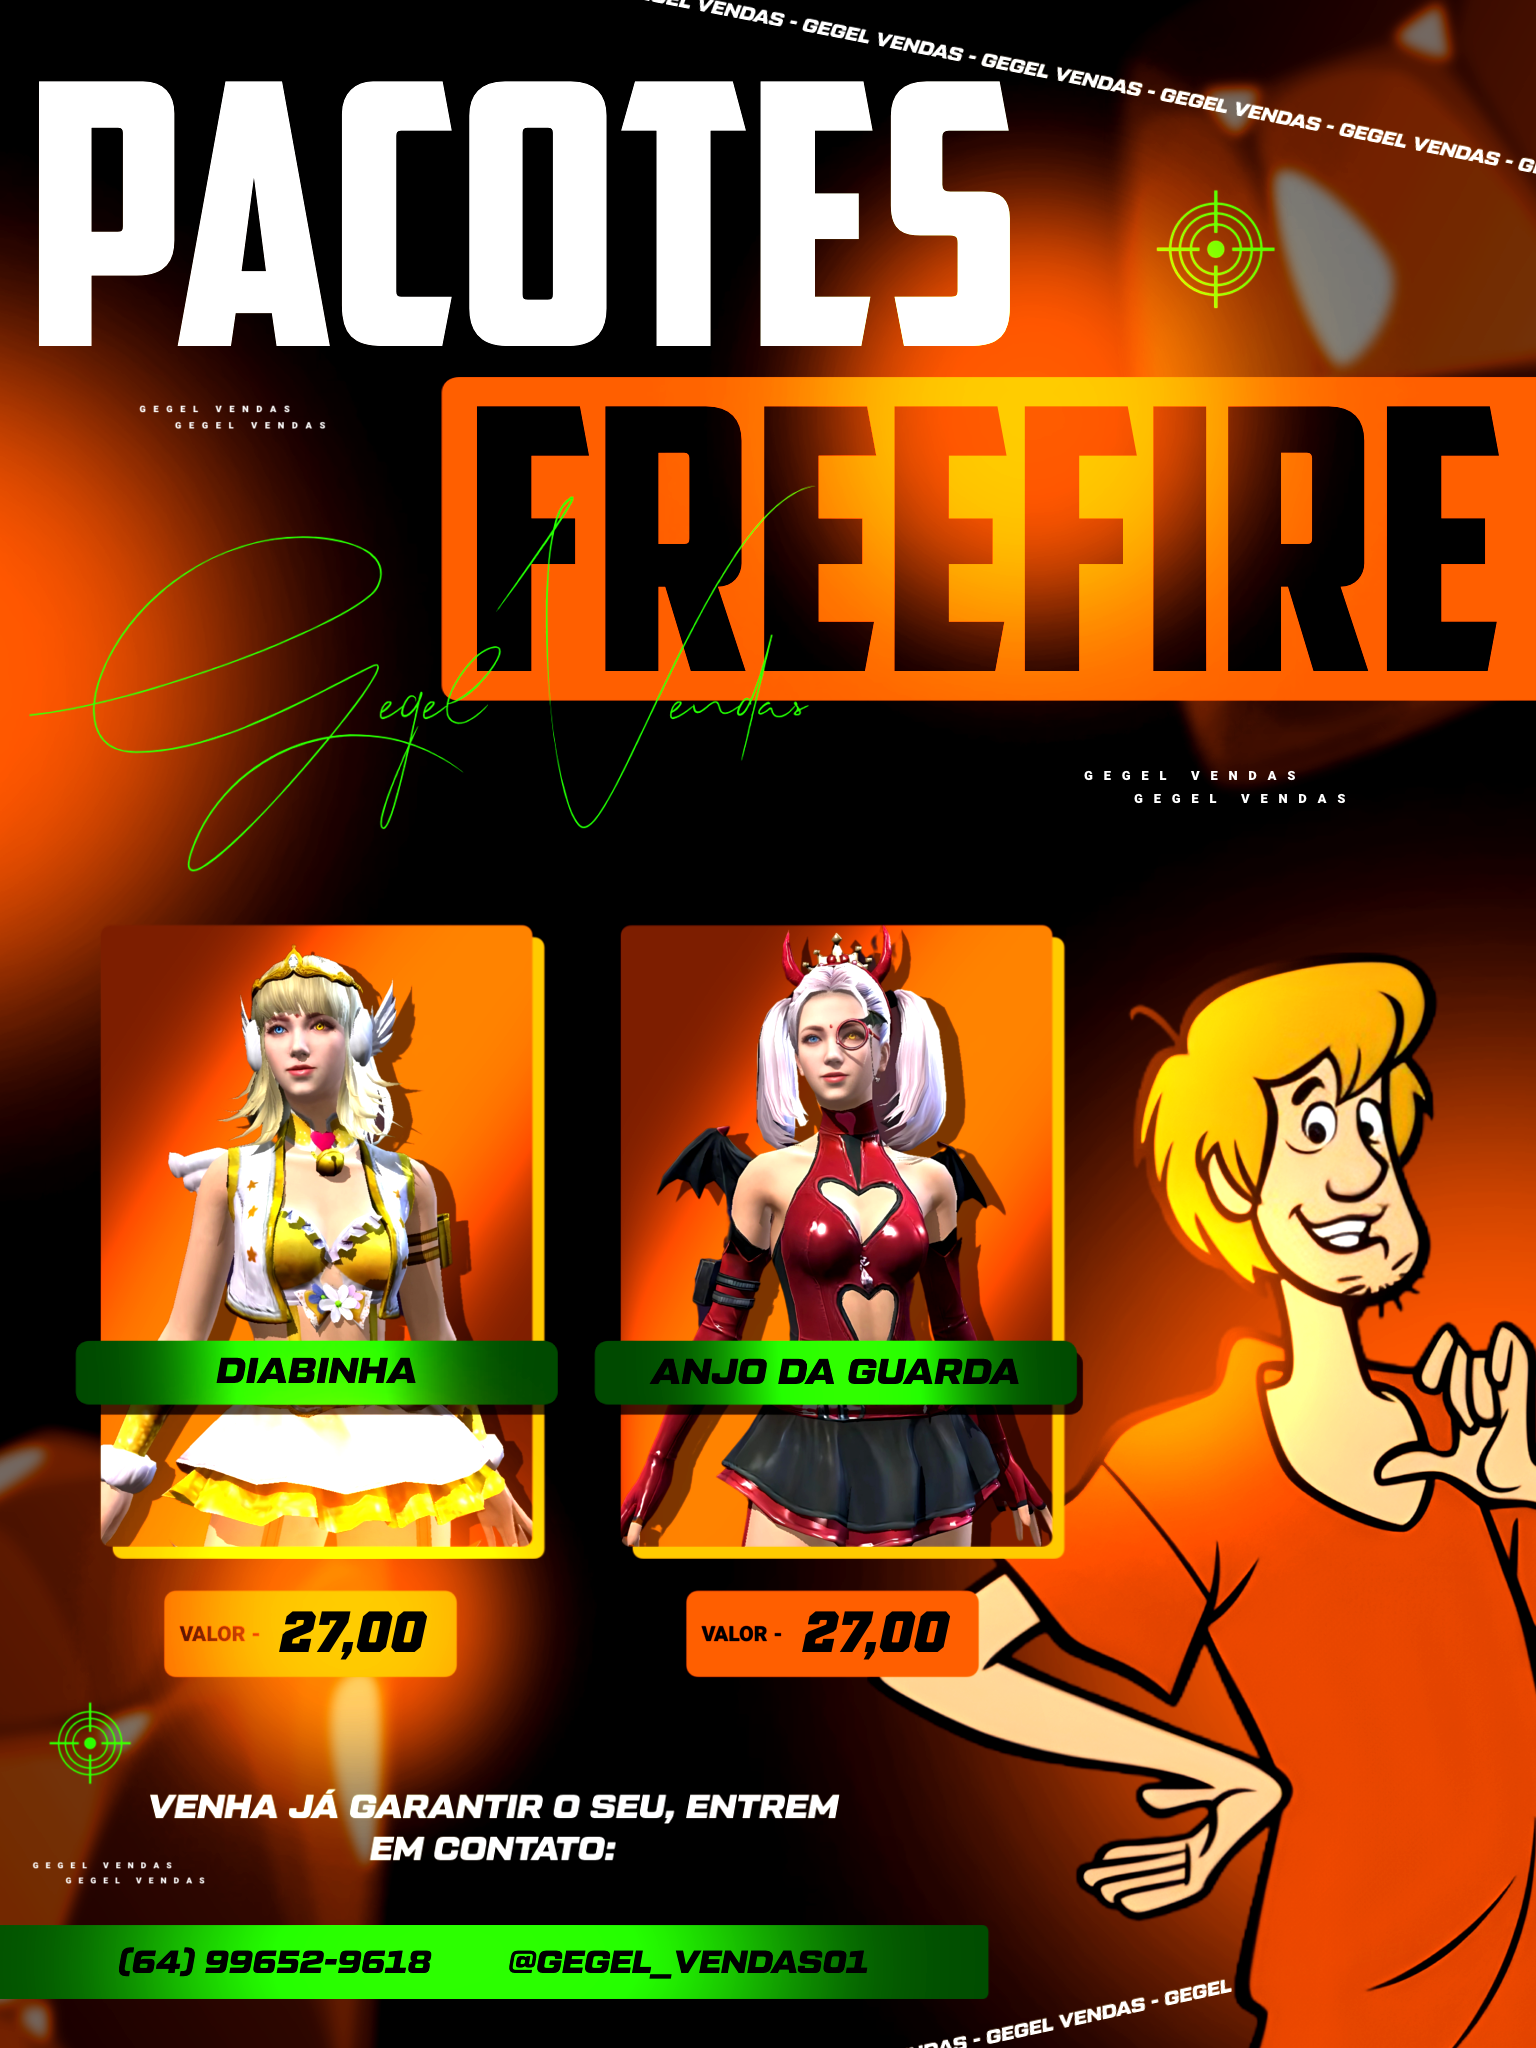 GEGEL VENDAS - GEGEL VENDAS - GEGEL VENDAS - GEGEL VENDAS - GEGEL VENDAS - G
PACOTES
FREEFIRE
GEGEL VENDAS
GEGEL VENDAS
Gegel Vendas
GEGEL VENDAS
GEGEL VENDAS
DIABINHA
ANJO DA GUARDA
VALOR - 27,00
VALOR - 27,00
VENHA JÁ GARANTIR O SEU, ENTREM
EM CONTATO:
GEGEL VENDAS
GEGEL VENDAS
(64) 99652-9618 @GEGEL_VENDAS01
DAS - GEGEL VENDAS - GEGEL